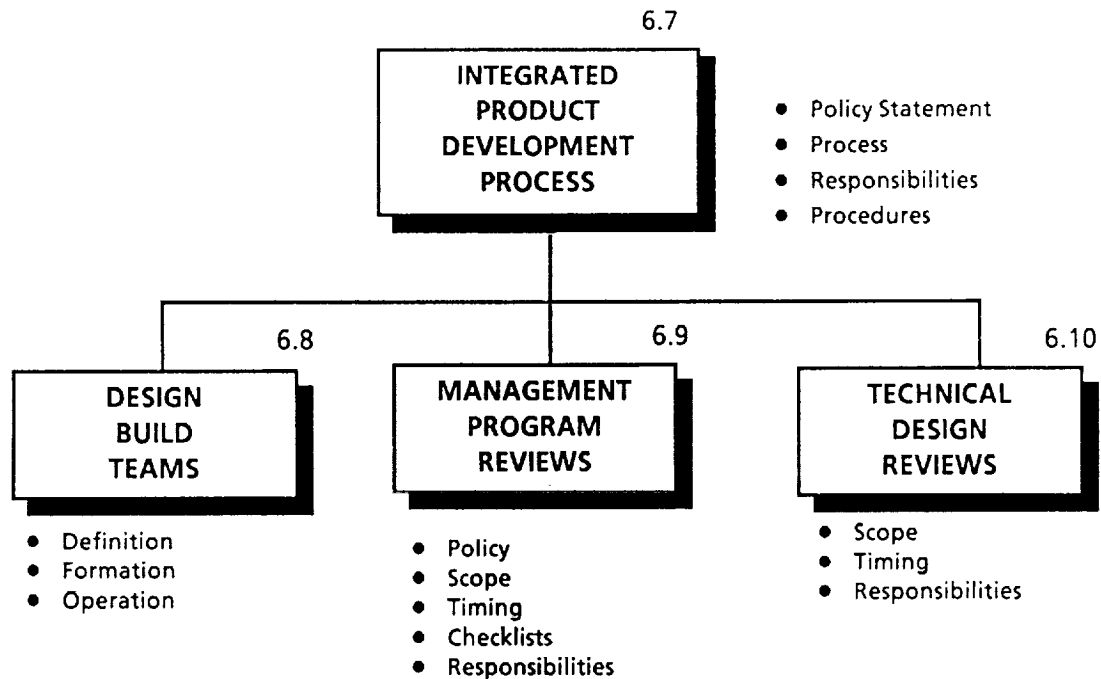 6.7
INTEGRATED
PRODUCT
DEVELOPMENT
PROCESS
● Policy Statement
● Process
● Responsibilities
● Procedures
6.8
DESIGN
BUILD
TEAMS
● Definition
● Formation
● Operation
6.9
MANAGEMENT
PROGRAM
REVIEWS
● Policy
● Scope
● Timing
● Checklists
● Responsibilities
6.10
TECHNICAL
DESIGN
REVIEWS
● Scope
● Timing
● Responsibilities